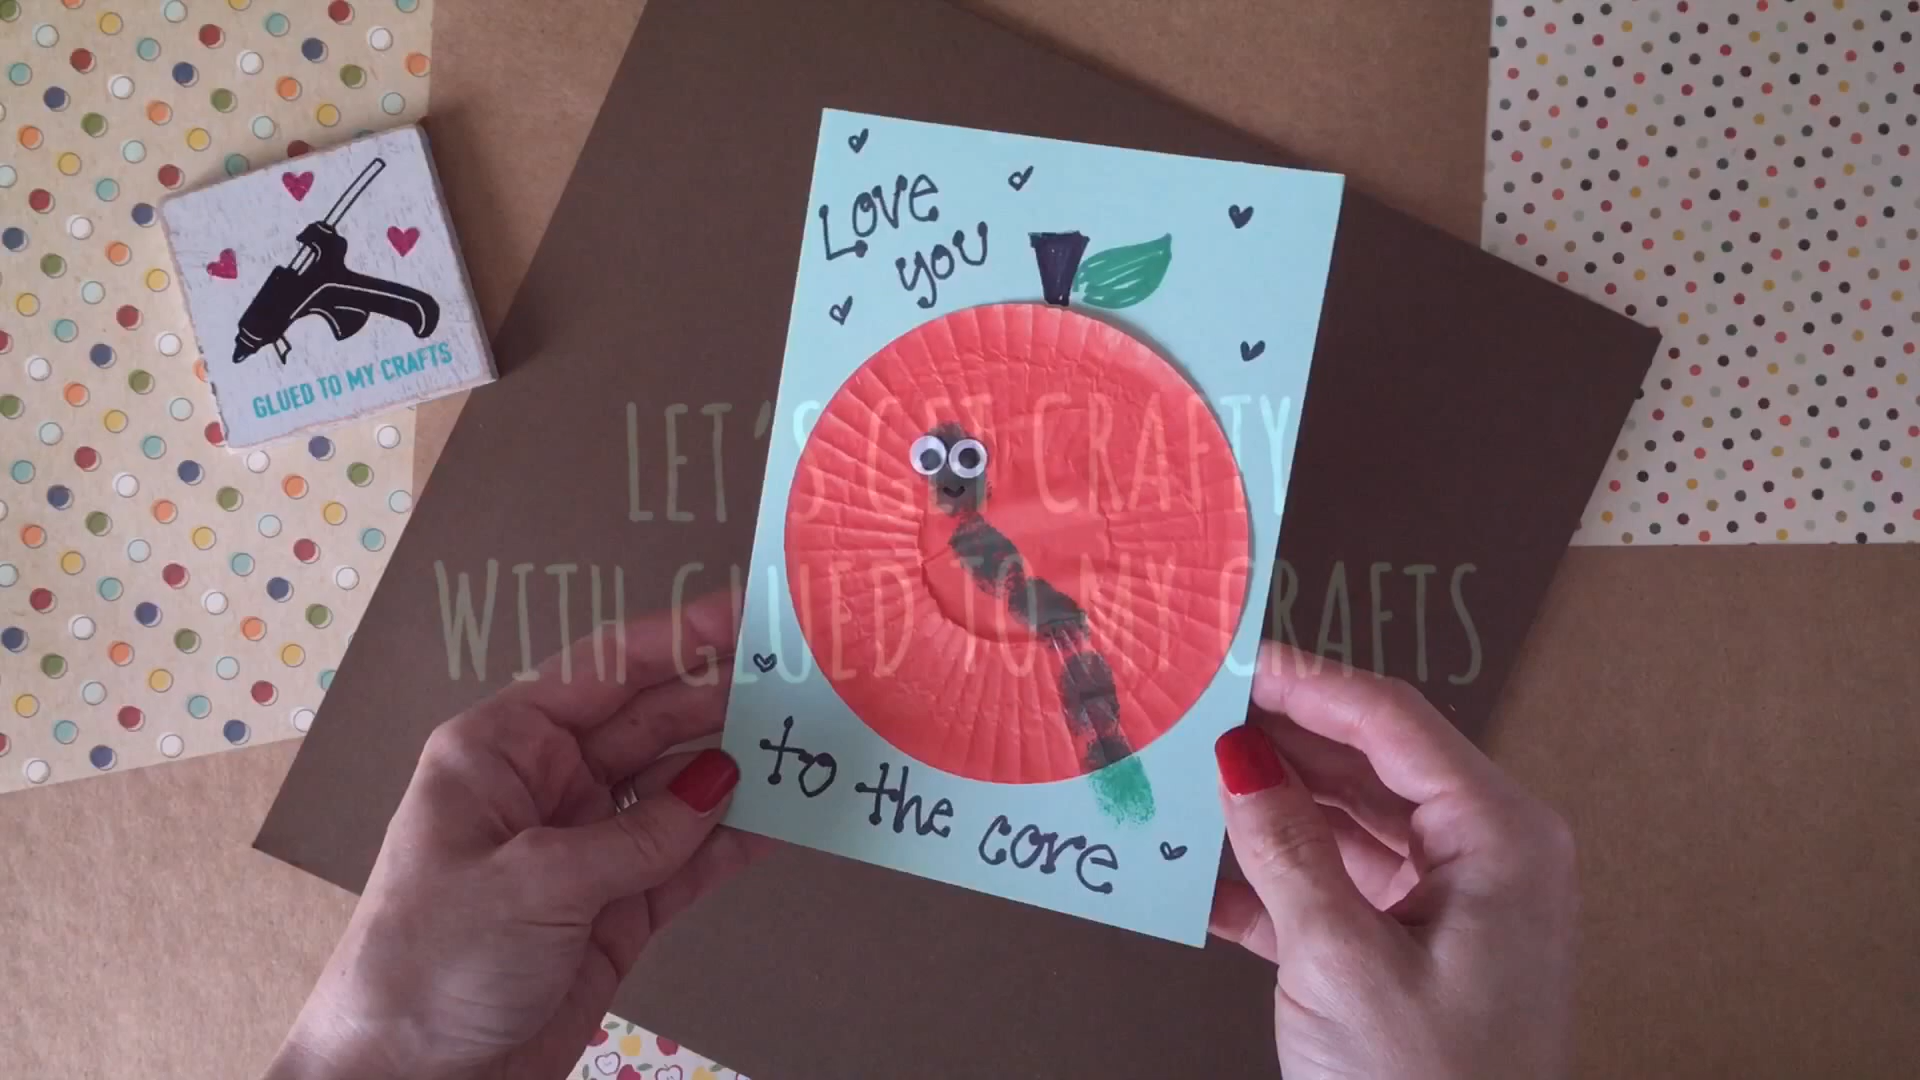 Love
you
GLUED TO MY CRAFTS
LET'S GET CRAFTY
WITH GLUED TO MY CRAFTS
to the core